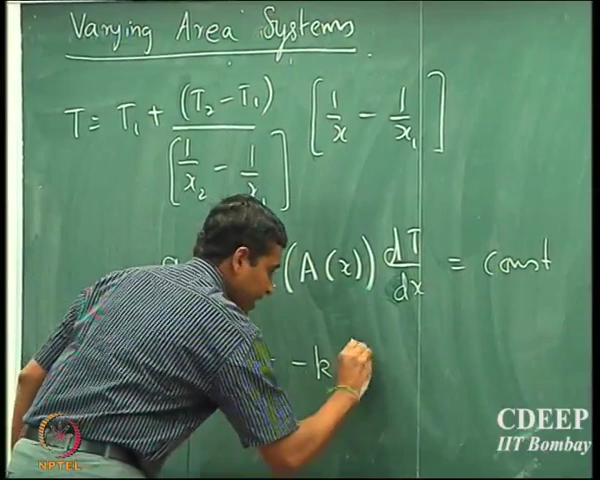 Varying Area Systems
T = T₁ + (T₂ - T₁) / [1/x₂ - 1/x₁] [1/x - 1/x₁]
(A(x)) dT/dx = const
- k
CDEEP
IIT Bombay
NPTEL